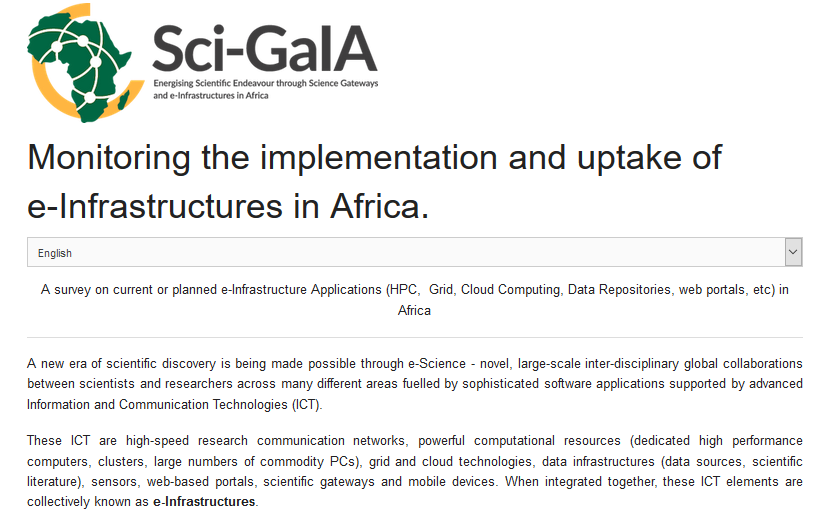 Sci-GaIA
Energising Scientific Endeavour through Science Gateways
and e-Infrastructures in Africa
Monitoring the implementation and uptake of
e-Infrastructures in Africa.
English
A survey on current or planned e-Infrastructure Applications (HPC,  Grid, Cloud Computing, Data Repositories, web portals, etc) in
Africa
A new era of scientific discovery is being made possible through e-Science - novel, large-scale inter-disciplinary global collaborations
between scientists and researchers across many different areas fuelled by sophisticated software applications supported by advanced
Information and Communication Technologies (ICT).
These ICT are high-speed research communication networks, powerful computational resources (dedicated high performance
computers, clusters, large numbers of commodity PCs), grid and cloud technologies, data infrastructures (data sources, scientific
literature), sensors, web-based portals, scientific gateways and mobile devices. When integrated together, these ICT elements are
collectively known as e-Infrastructures.